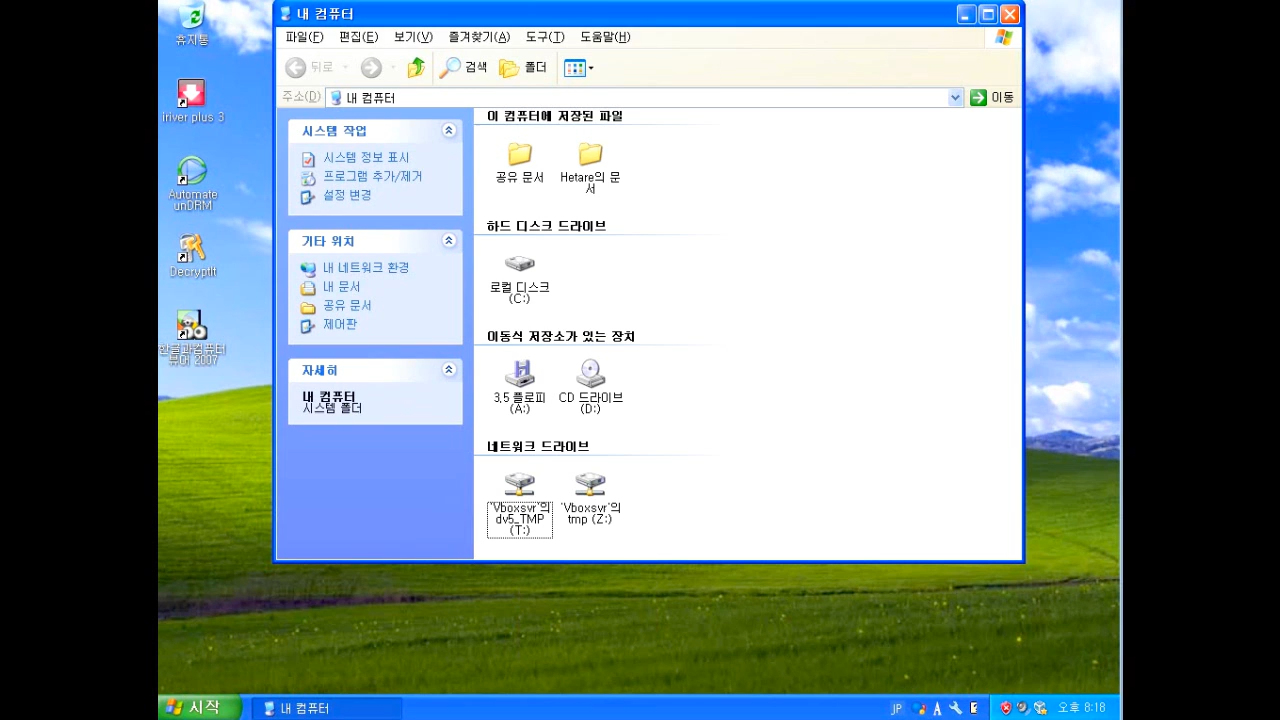 내 컴퓨터
파일(F) 편집(E) 보기(V) 즐겨찾기(A) 도구(T) 도움말(H)
뒤로 검색 폴더
주소(D) 내 컴퓨터 이동
휴지통
iriver plus 3
Automate
unDRM
DecryptIt
한글과컴퓨터
2007
시스템 작업
시스템 정보 표시
프로그램 추가/제거
설정 변경
기타 위치
내 네트워크 환경
내 문서
공유 문서
제어판
자세히
내 컴퓨터
시스템 폴더
이 컴퓨터에 저장된 파일
공유 문서
Hetare의 문
서
하드 디스크 드라이브
로컬 디스크
(C:)
이동식 저장소가 있는 장치
3.5 플로피
(A:)
CD 드라이브
(D:)
네트워크 드라이브
'Vboxsvr'의
dv5_TMP
(T:)
'Vboxsvr'의
tmp (Z:)
시작 내 컴퓨터 JP A 오후 8:18